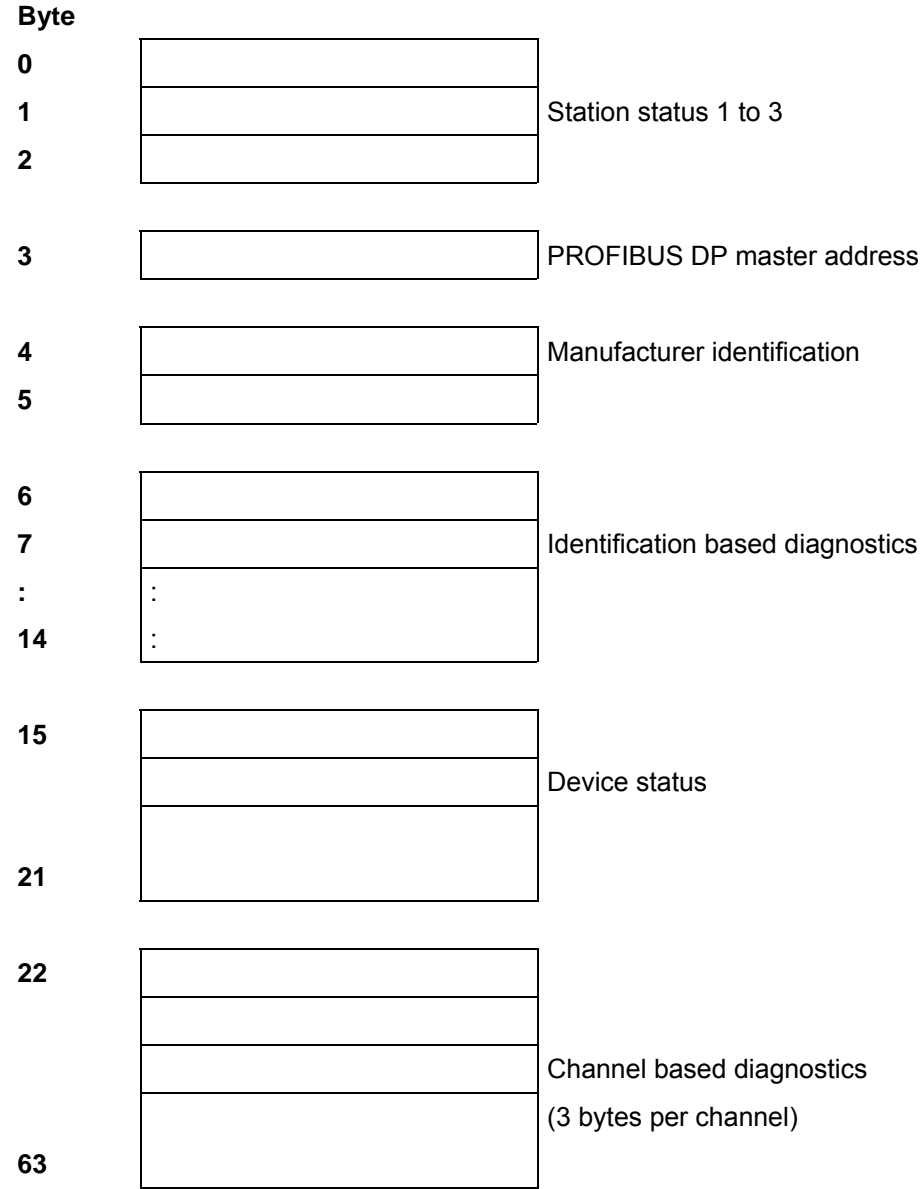 Byte
0
1 Station status 1 to 3
2
3 PROFIBUS DP master address
4 Manufacturer identification
5
6
7 Identification based diagnostics
: :
14 :
15
Device status
21
22
Channel based diagnostics
(3 bytes per channel)
63